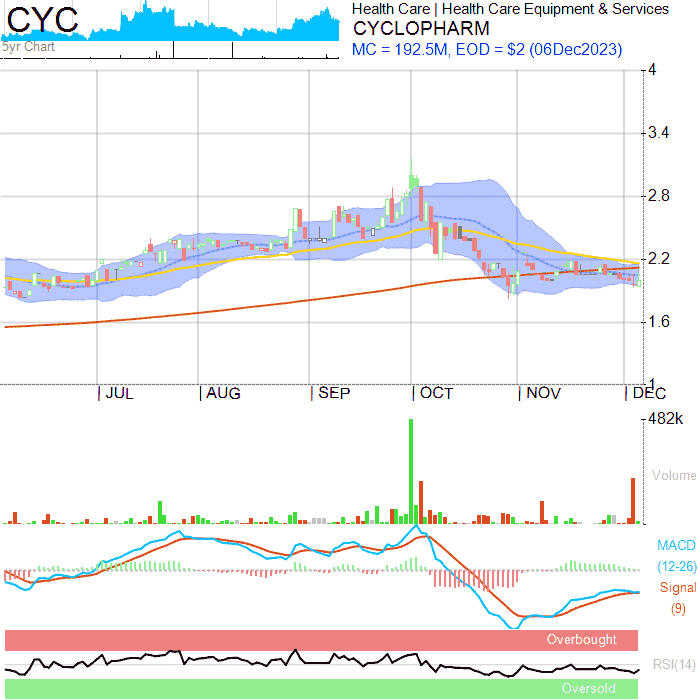 CYC
5yr Chart
Health Care | Health Care Equipment & Services
CYCLOPHARM
MC = 192.5M, EOD = $2 (06Dec2023)
4
3.4
2.8
2.2
1.6
1
JUL
AUG
SEP
OCT
NOV
DEC
482k
Volume
MACD
(12-26)
Signal
(9)
Overbought
RSI(14)
Oversold